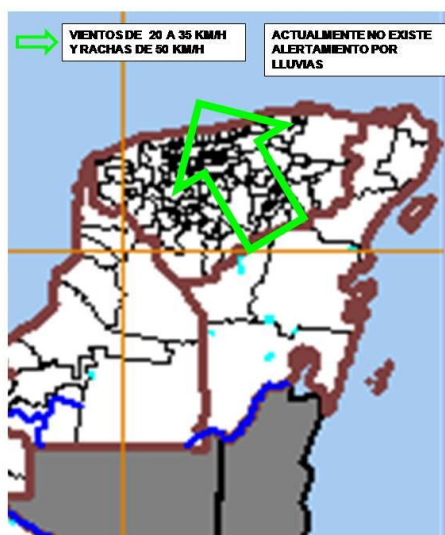 VIENTOS DE 20 A 35 KM/H
Y RACHAS DE 50 KM/H
ACTUALMENTE NO EXISTE
ALERTAMIENTO POR
LLUVIAS